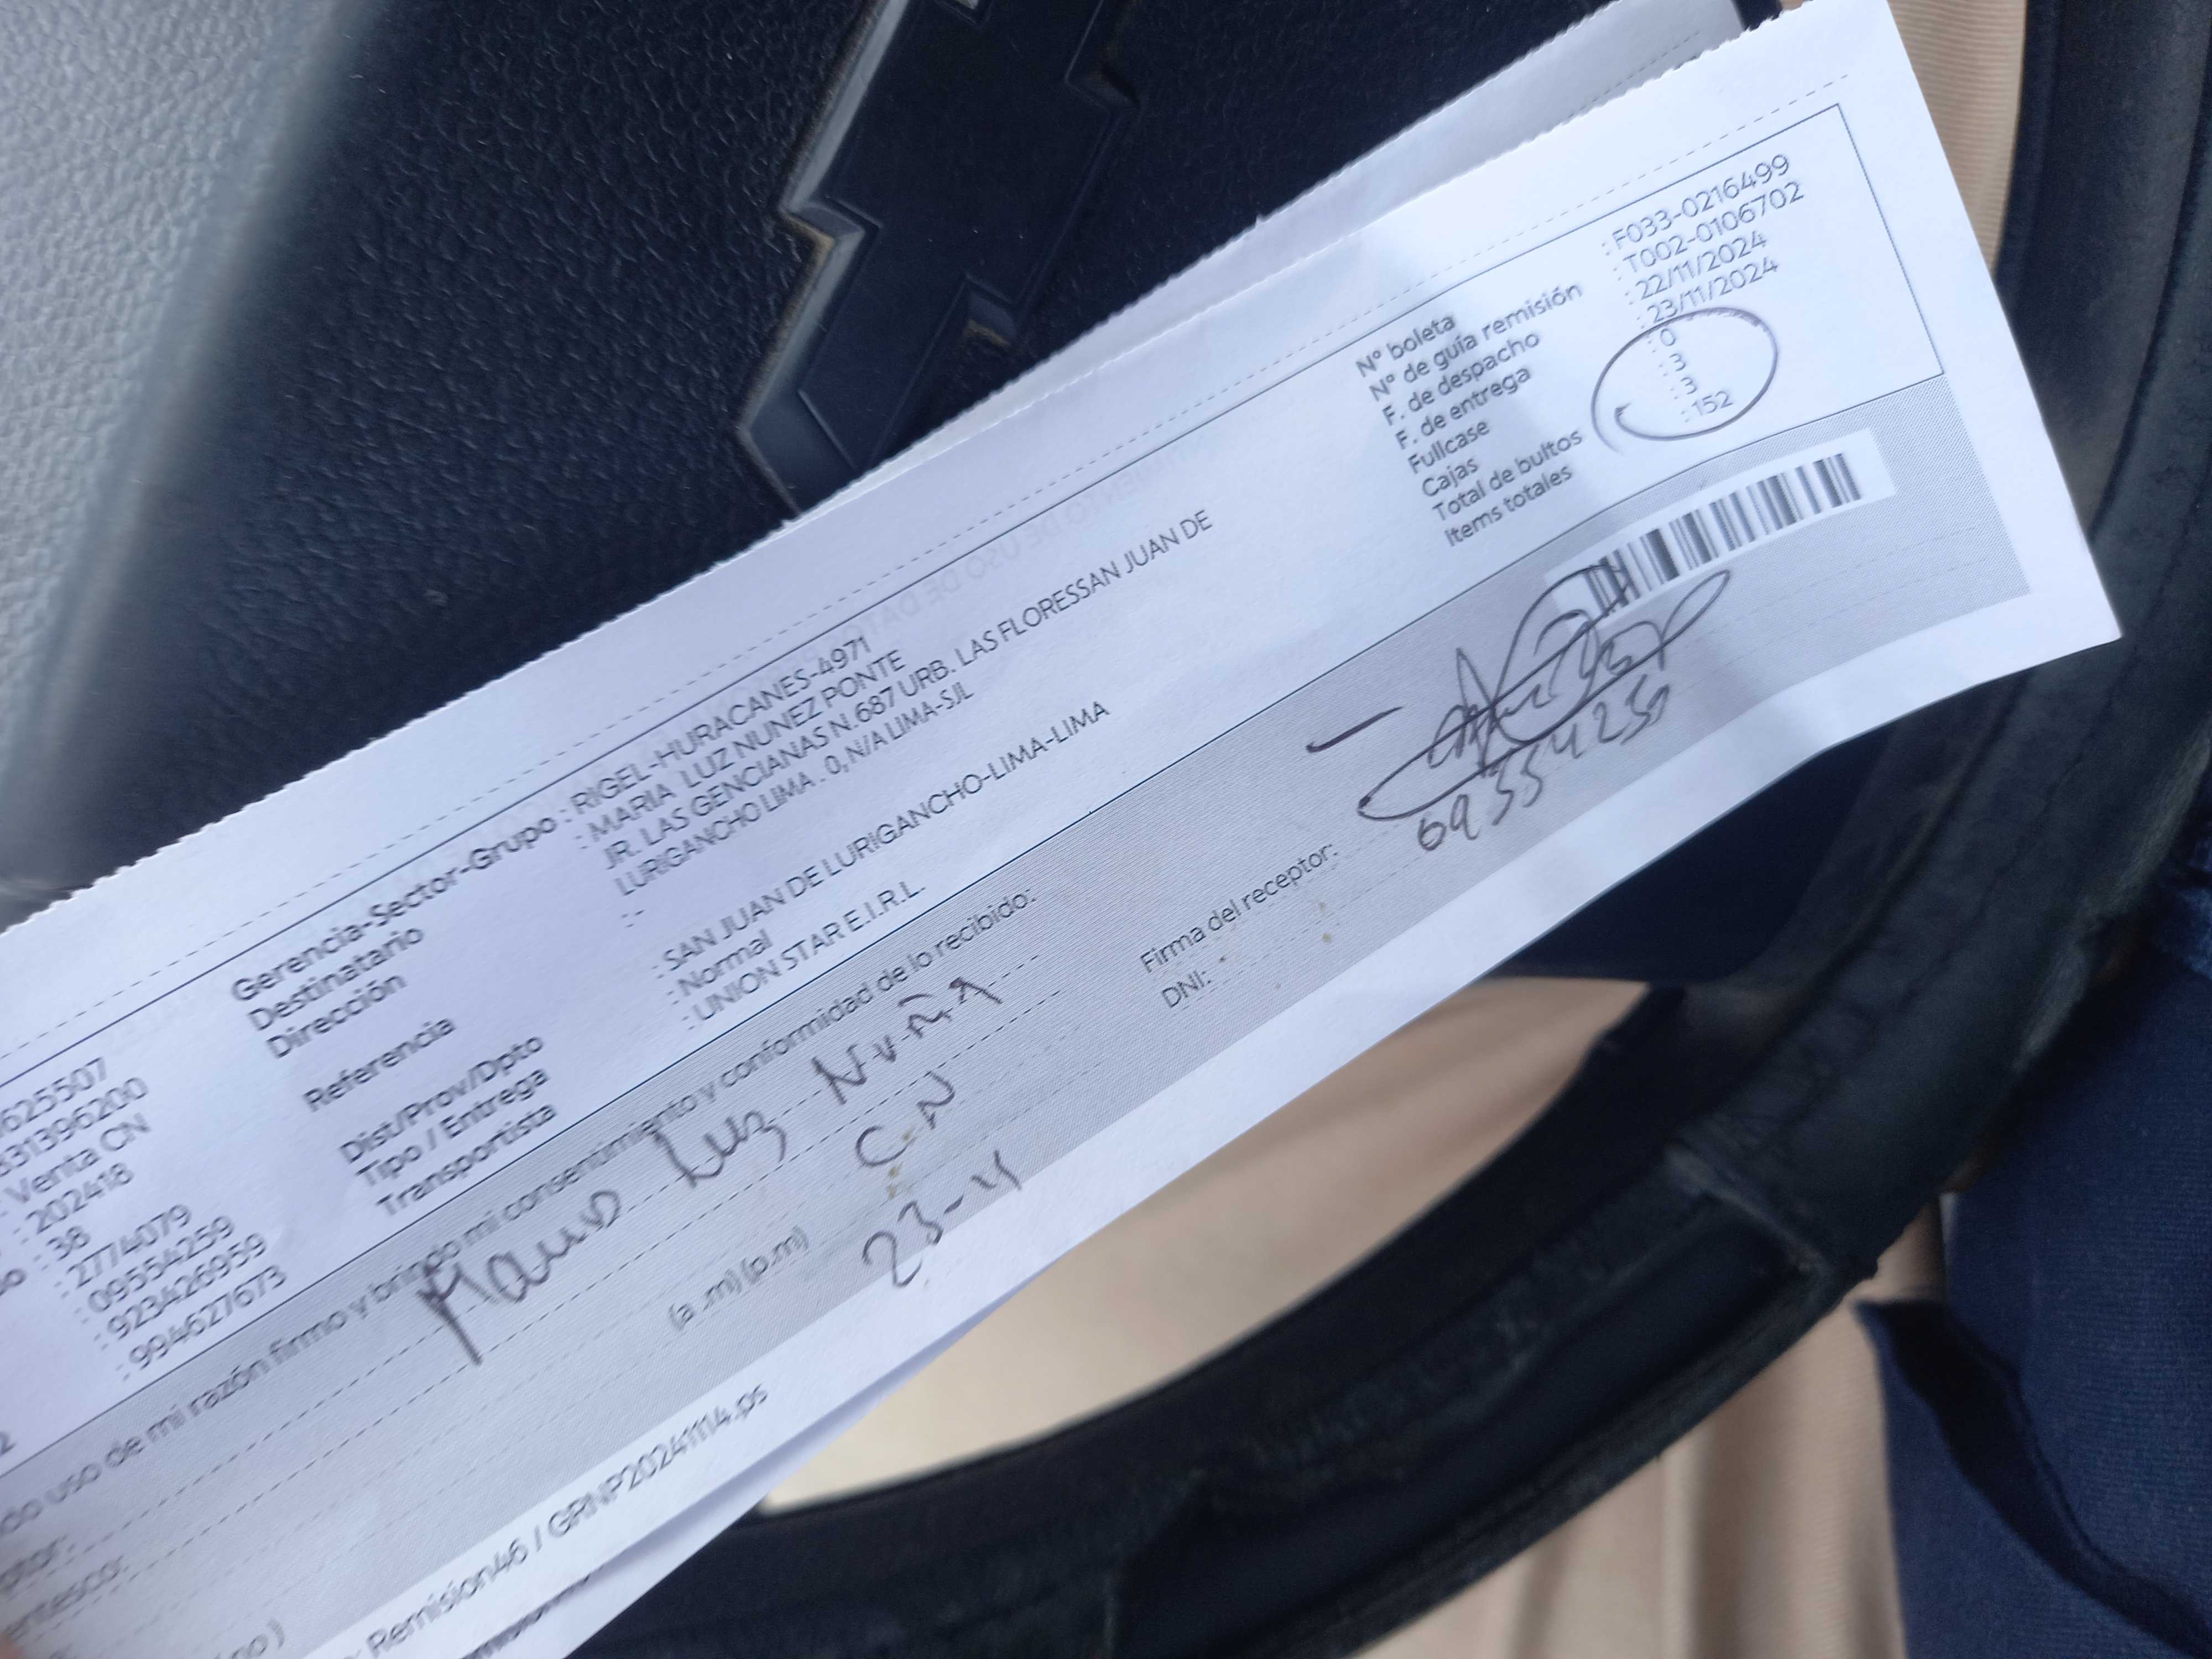 N° boleta : F033-0216499
N° de guía remisión : T002-0106702
F. de despacho : 22/11/2024
F. de entrega : 23/11/2024
Fullcase : 0
Cajas : 3
Total de bultos : 3
Items totales : 152
Gerencia-Sector-Grupo : RIGEL-HURACANES-4971
Destinatario : MARIA LUZ NUNEZ PONTE
Dirección JR. LAS GENCIANAS N.687 URB. LAS FLORESSAN JUAN DE
LURIGANCHO LIMA . 0, N/A LIMA-SJL
Referencia :-
Dist/Prov/Dpto : SAN JUAN DE LURIGANCHO-LIMA-LIMA
Tipo / Entrega : Normal
Transportista : UNION STAR E.I.R.L.
625507
31396200
Venta CN
: 202418
: 38
: 2774079
: 09554259
: 923426959
: 994627673
uso de mi razón firmo y brindo mi consentimiento y conformidad de lo recibido:
Luz
C-N
(a .m) (p.m) 23-11
Firma del receptor:
DNI:
Remision46 / GRNP20241114.ps